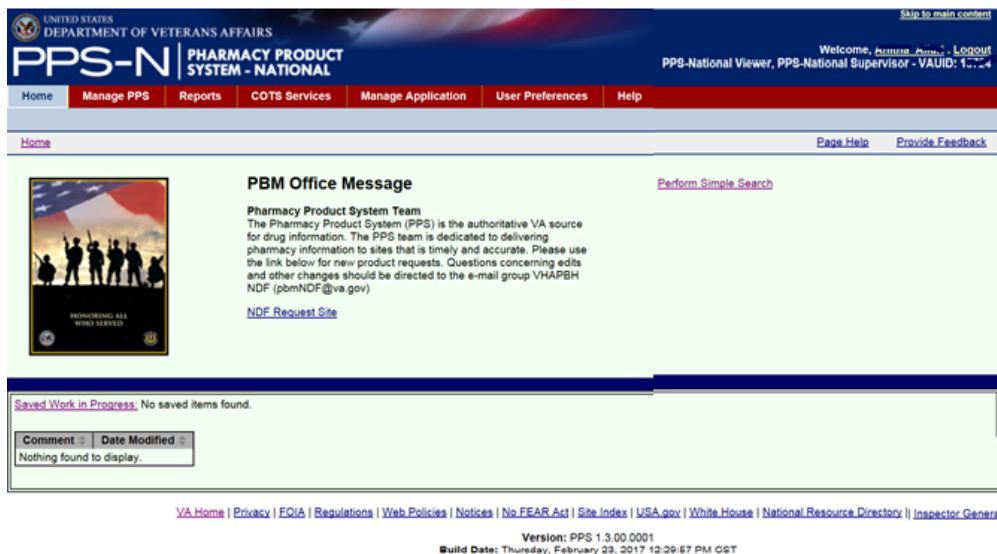 Skip to main content
UNITED STATES
DEPARTMENT OF VETERANS AFFAIRS
PPS-N
PHARMACY PRODUCT
SYSTEM - NATIONAL
Welcome, . Logout
PPS-National Viewer, PPS-National Supervisor - VAUID:
Home Manage PPS Reports COTS Services Manage Application User Preferences Help
Home Page Help Provide Feedback
PBM Office Message
Perform Simple Search
Pharmacy Product System Team
The Pharmacy Product System (PPS) is the authoritative VA source
for drug information. The PPS team is dedicated to delivering
pharmacy information to sites that is timely and accurate. Please use
the link below for new product requests. Questions concerning edits
and other changes should be directed to the e-mail group VHAPBH
NDF (pbmNDF@va.gov)
NDF Request Site
HONORING ALL
WHO SERVED
Saved Work in Progress: No saved items found.
Comment Date Modified
Nothing found to display.
VA Home | Privacy | FOIA | Regulations | Web Policies | Notices | No FEAR Act | Site Index | USA.gov | White House | National Resource Directory || Inspector Genera
Version: PPS 1.3.00.0001
Build Date: Thursday, February 23, 2017 12:29:57 PM CST